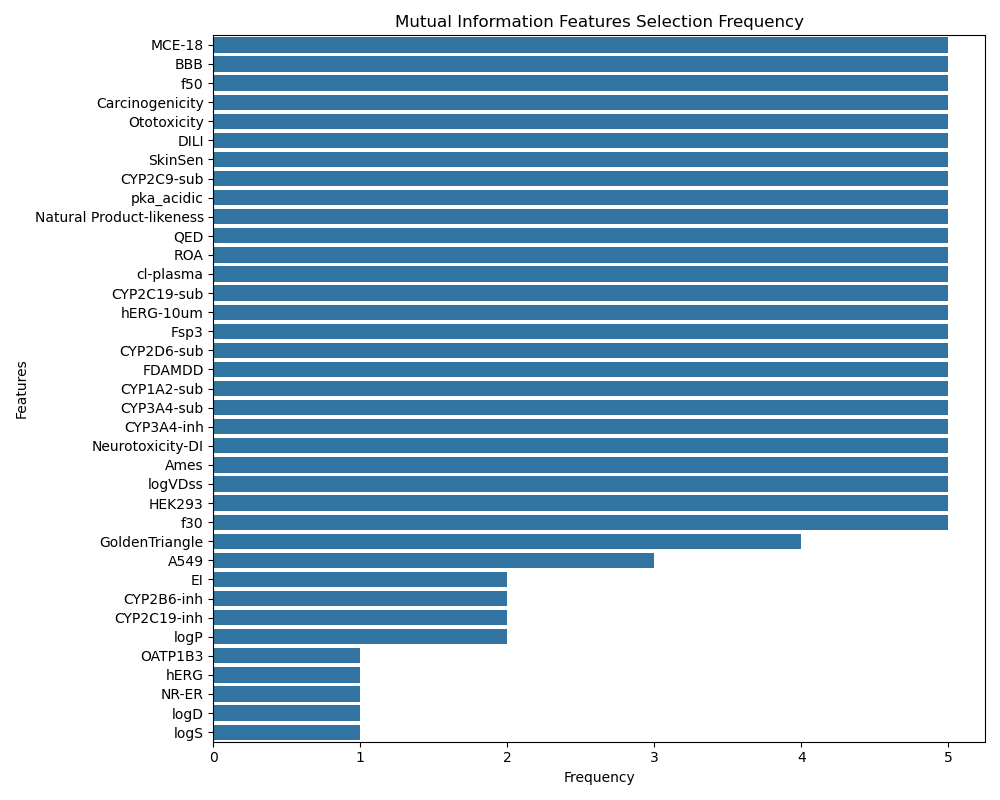 Mutual Information Features Selection Frequency
MCE-18
BBB
f50
Carcinogenicity
Ototoxicity
DILI
SkinSen
CYP2C9-sub
pka_acidic
Natural Product-likeness
QED
ROA
cl-plasma
CYP2C19-sub
hERG-10um
Fsp3
CYP2D6-sub
FDAMDD
CYP1A2-sub
CYP3A4-sub
CYP3A4-inh
Neurotoxicity-DI
Ames
logVDss
HEK293
f30
GoldenTriangle
A549
EI
CYP2B6-inh
CYP2C19-inh
logP
OATP1B3
hERG
NR-ER
logD
logS
Features
0 1 2 3 4 5
Frequency